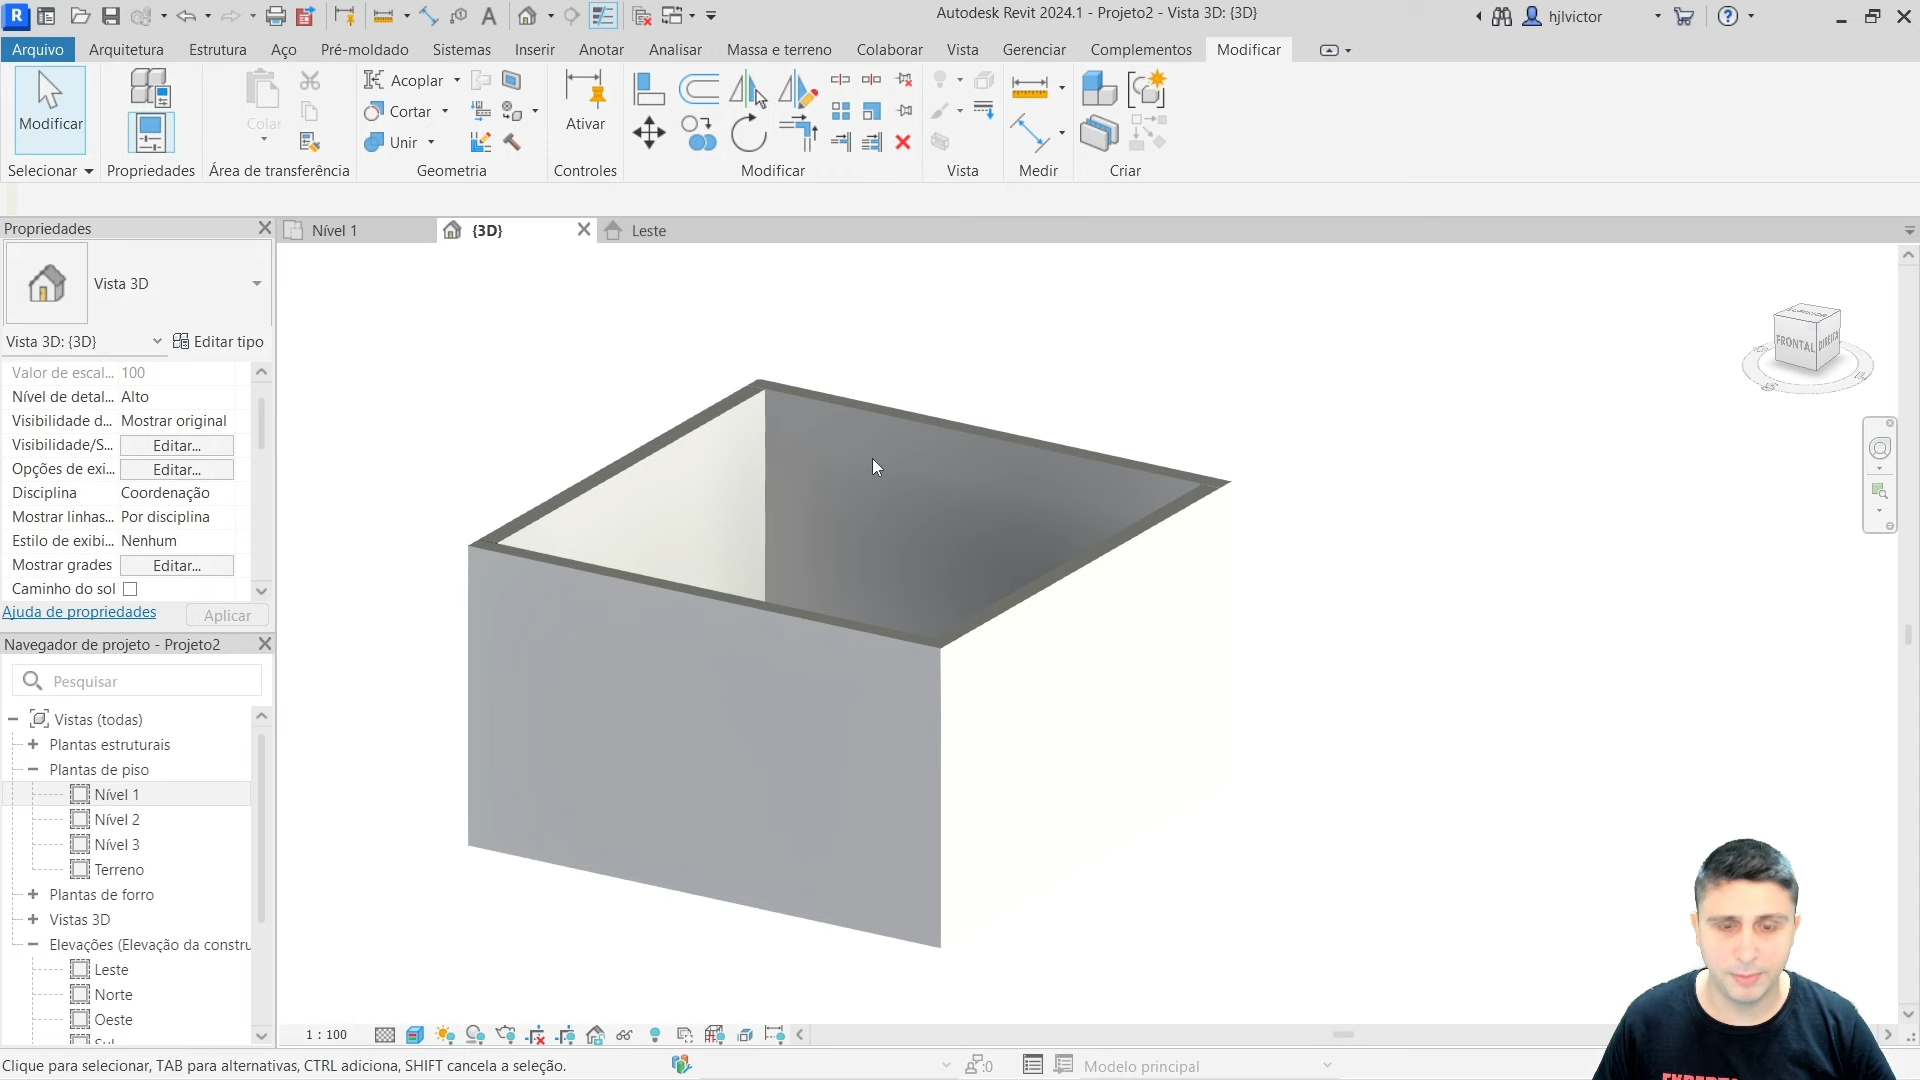 Autodesk Revit 2024.1 - Projeto2 - Vista 3D: {3D}
hjlvictor
Arquivo Arquitetura Estrutura Aço Pré-moldado Sistemas Inserir Anotar Analisar Massa e terreno Colaborar Vista Gerenciar Complementos Modificar
Modificar
Colar
Acoplar
Cortar
Unir
Ativar
Selecionar Propriedades Área de transferência Geometria Controles Modificar Vista Medir Criar
Propriedades
Nível 1 {3D} Leste
Vista 3D
Vista 3D: {3D} Editar tipo
Valor de escal... 100
Nível de detal... Alto
Visibilidade d... Mostrar original
Visibilidade/S... Editar...
Opções de exi... Editar...
Disciplina Coordenação
Mostrar linhas... Por disciplina
Estilo de exibi... Nenhum
Mostrar grades Editar...
Caminho do sol
Ajuda de propriedades Aplicar
Navegador de projeto - Projeto2
Pesquisar
Vistas (todas)
Plantas estruturais
Plantas de piso
Nível 1
Nível 2
Nível 3
Terreno
Plantas de forro
Vistas 3D
Elevações (Elevação da constru
Leste
Norte
Oeste
FRONTAL DIREITA
1 : 100
Clique para selecionar, TAB para alternativas, CTRL adiciona, SHIFT cancela a seleção.
:0
Modelo principal